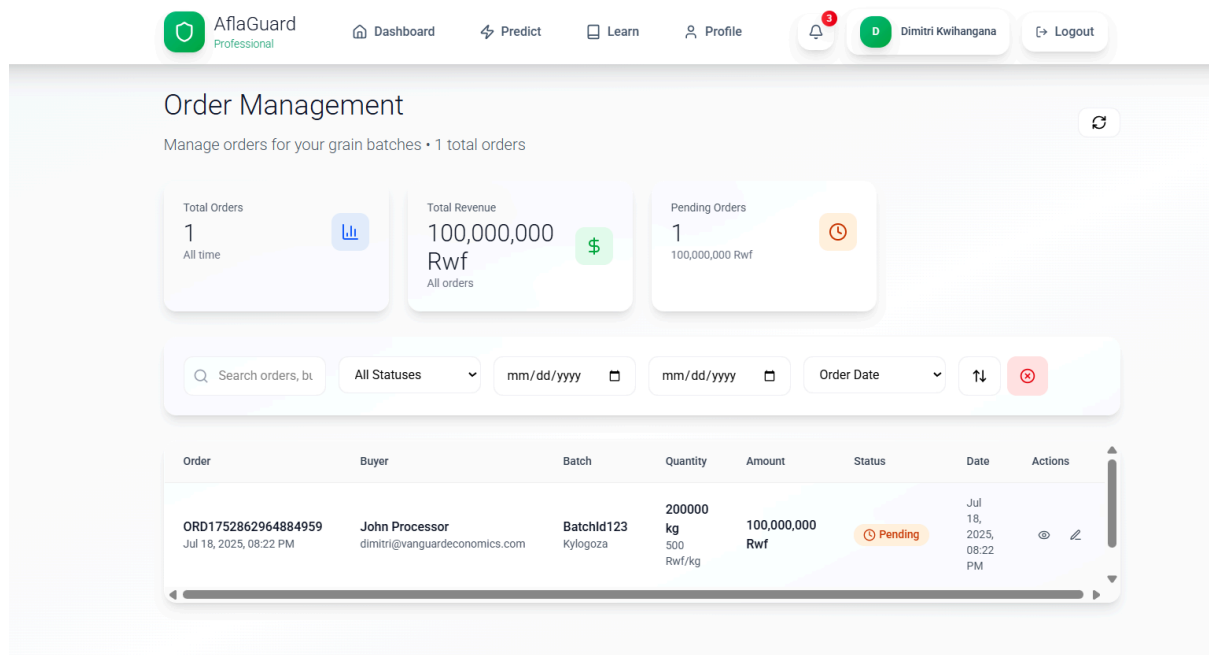 AflaGuard
Professional
Dashboard
Predict
Learn
Profile
3
D
Dimitri Kwihangana
Logout
Order Management
Manage orders for your grain batches • 1 total orders
Total Orders
1
All time
Total Revenue
100,000,000
Rwf
All orders
Pending Orders
1
100,000,000 Rwf
Search orders, bu
All Statuses
mm/dd/yyyy
mm/dd/yyyy
Order Date
Order Buyer Batch Quantity Amount Status Date Actions
ORD1752862964884959
Jul 18, 2025, 08:22 PM
John Processor
dimitri@vanguardeconomics.com
BatchId123
Kylogoza
200000
kg
500
Rwf/kg
100,000,000
Rwf
Pending
Jul
18,
2025,
08:22
PM